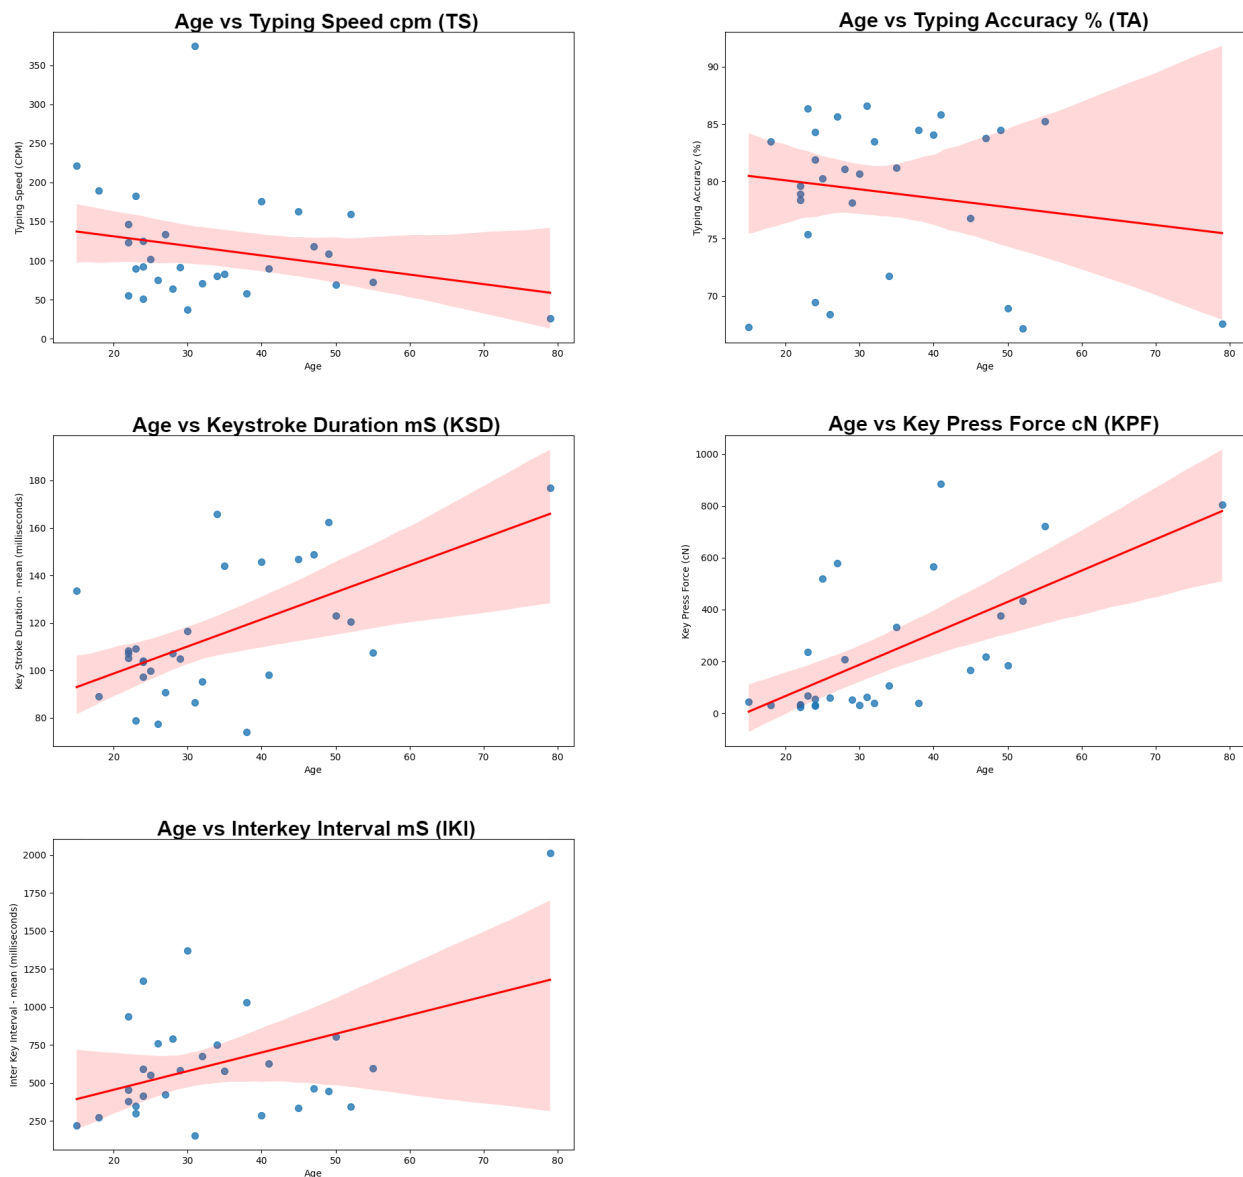 Age vs Typing Speed cpm (TS)
Typing Speed (CPM)
350
300
250
200
150
100
50
0
20 30 40 50 60 70 80
Age
Age vs Typing Accuracy % (TA)
Typing Accuracy (%)
90
85
80
75
70
20 30 40 50 60 70 80
Age
Age vs Keystroke Duration mS (KSD)
Key Stroke Duration - mean (milliseconds)
180
160
140
120
100
80
20 30 40 50 60 70 80
Age
Age vs Key Press Force cN (KPF)
Key Press Force (cN)
1000
800
600
400
200
0
20 30 40 50 60 70 80
Age
Age vs Interkey Interval mS (IKI)
Inter Key Interval - mean (milliseconds)
2000
1750
1500
1250
1000
750
500
250
20 30 40 50 60 70 80
Age